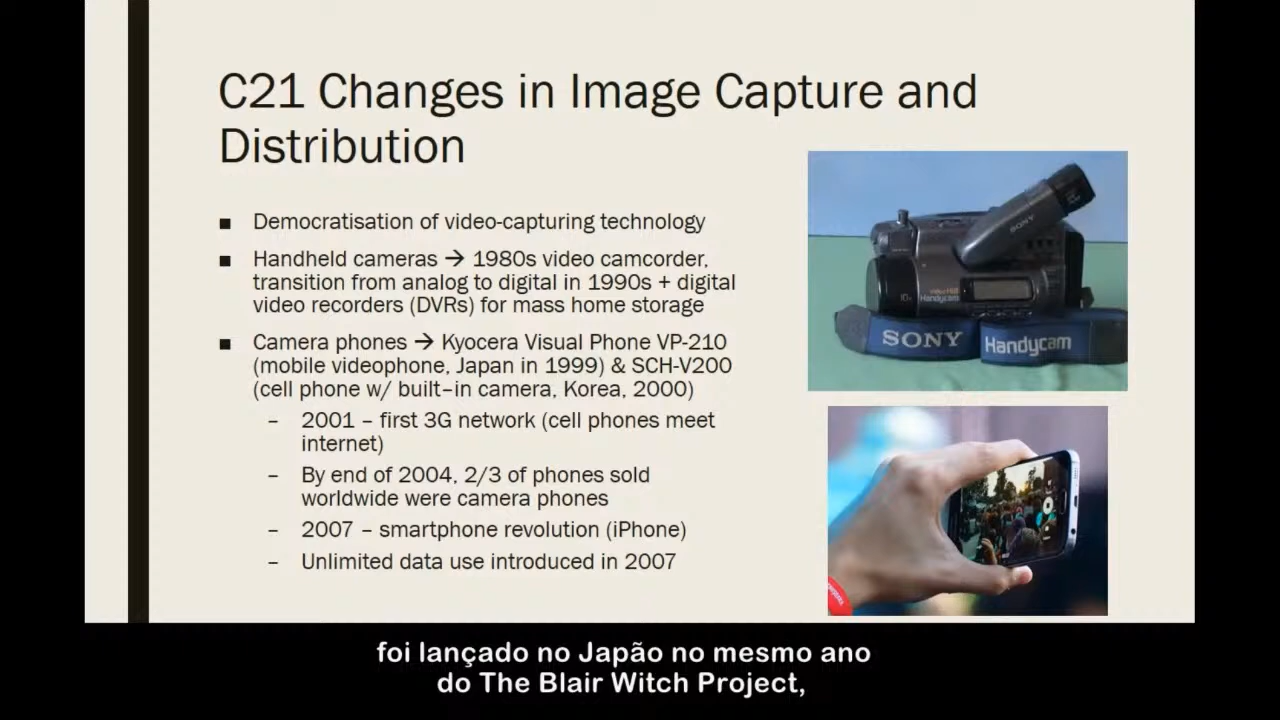 C21 Changes in Image Capture and
Distribution
■ Democratisation of video-capturing technology
■ Handheld cameras → 1980s video camcorder,
transition from analog to digital in 1990s + digital
video recorders (DVRs) for mass home storage
■ Camera phones → Kyocera Visual Phone VP-210
(mobile videophone, Japan in 1999) & SCH-V200
(cell phone w/ built–in camera, Korea, 2000)
– 2001 – first 3G network (cell phones meet
internet)
– By end of 2004, 2/3 of phones sold
worldwide were camera phones
– 2007 – smartphone revolution (iPhone)
– Unlimited data use introduced in 2007
SONY
Handycam
SONY Handycam
foi lançado no Japão no mesmo ano
do The Blair Witch Project,